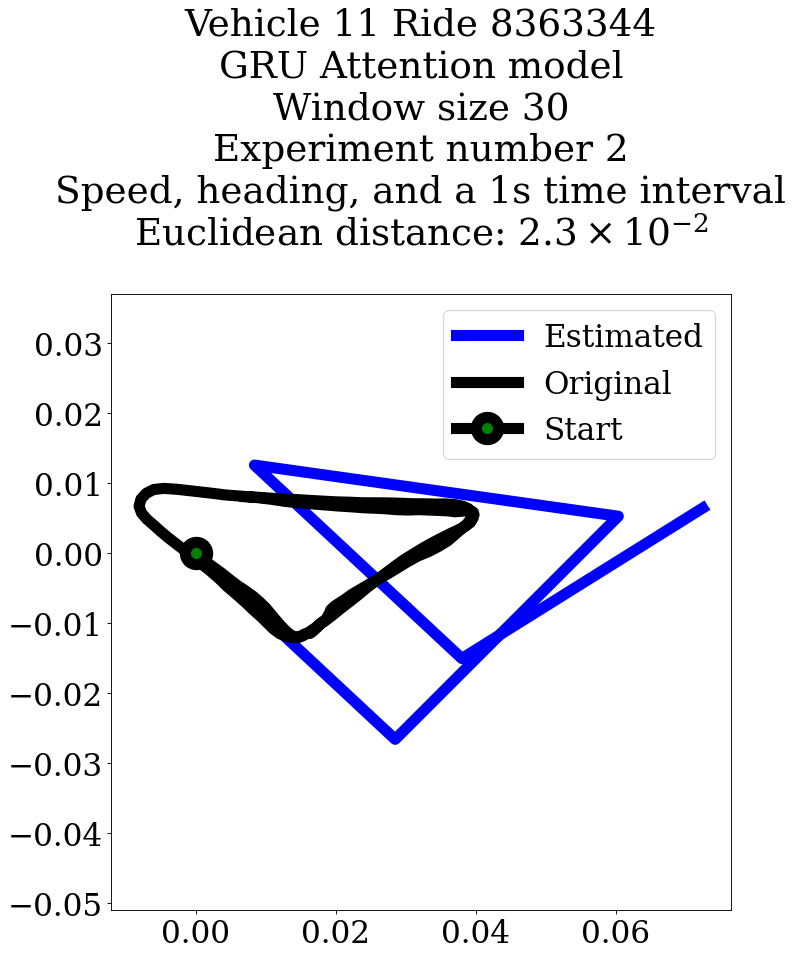 Vehicle 11 Ride 8363344
GRU Attention model
Window size 30
Experiment number 2
Speed, heading, and a 1s time interval
Euclidean distance: 2.3 × 10⁻²
Estimated
Original
Start
0.03
0.02
0.01
0.00
−0.01
−0.02
−0.03
−0.04
−0.05
0.00 0.02 0.04 0.06